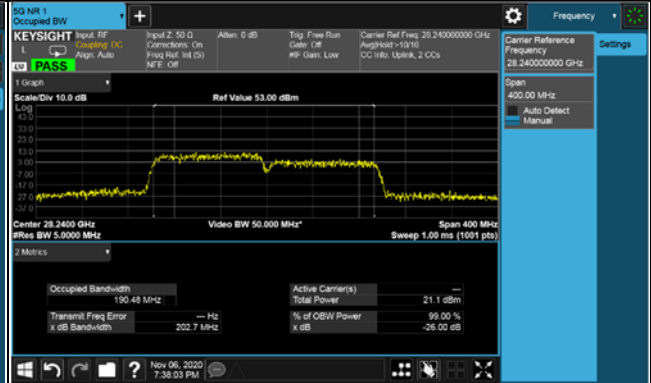 5G NR 1
Occupied BW
Frequency
KEYSIGHT
L
LXI
PASS
Input: RF
Coupling: DC
Align: Auto
Input Z: 50 Ω
Corrections: On
Freq Ref: Int (S)
NFE: Off
Atten: 0 dB
Trig: Free Run
Gate: Off
#IF Gain: Low
Carrier Ref Freq: 28.240000000 GHz
Avg|Hold:>10/10
CC Info: Uplink, 2 CCs
Carrier Reference
Frequency
28.240000000 GHz
Settings
Span
400.00 MHz
Auto Detect
Manual
1 Graph
Scale/Div 10.0 dB
Ref Value 53.00 dBm
Log
43.0
33.0
23.0
13.0
3.00
-7.00
-17.0
-27.0
-37.0
Center 28.2400 GHz
Video BW 50.000 MHz*
Span 400 MHz
#Res BW 5.0000 MHz
Sweep 1.00 ms (1001 pts)
2 Metrics
Occupied Bandwidth
190.48 MHz
Active Carrier(s)
---
Total Power
21.1 dBm
Transmit Freq Error
--- Hz
% of OBW Power
99.00 %
x dB Bandwidth
202.7 MHz
x dB
-26.00 dB
?
Nov 06, 2020
7:38:03 PM